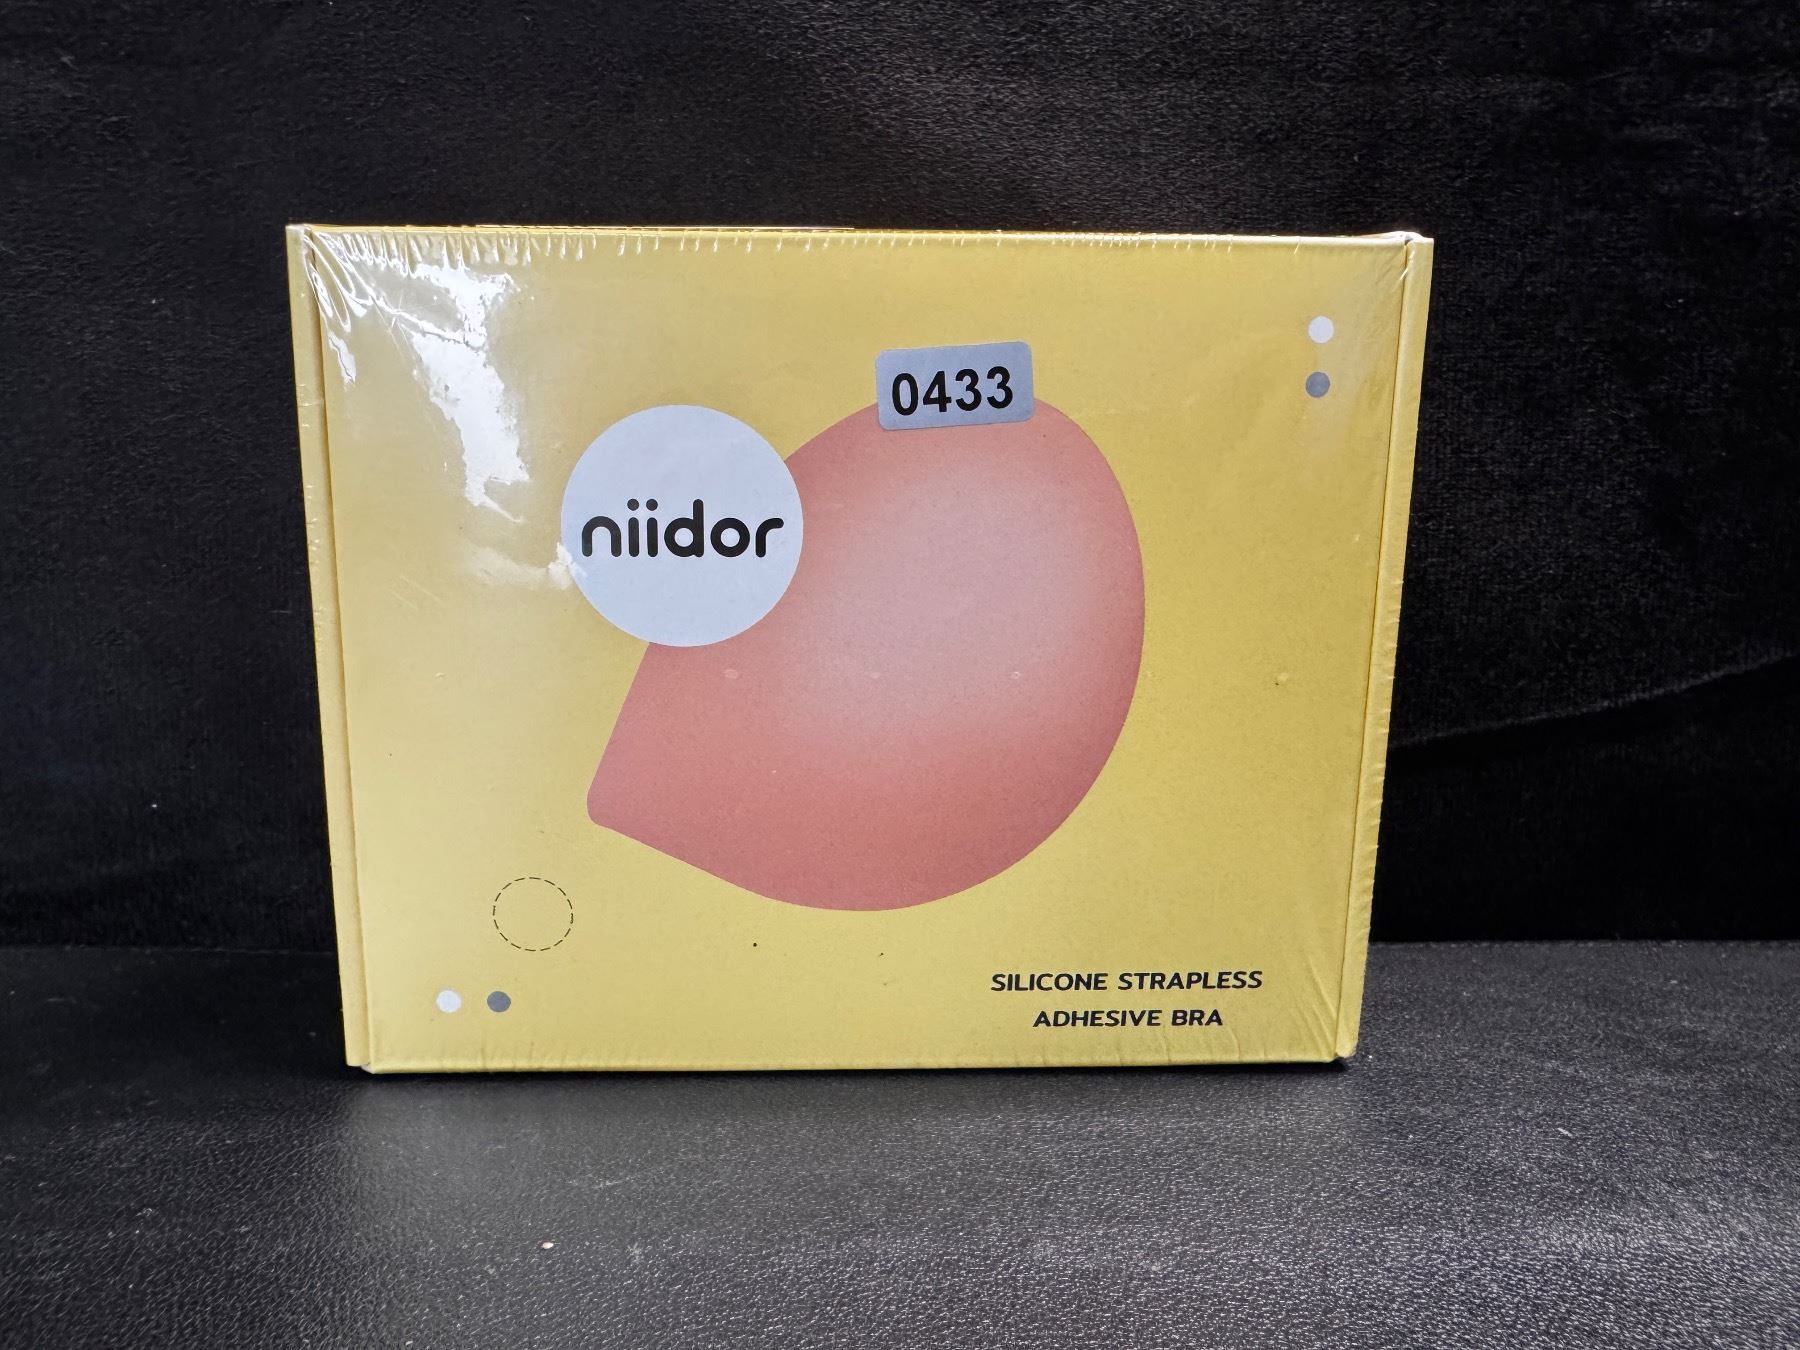 0433
niidor
SILICONE STRAPLESS
ADHESIVE BRA